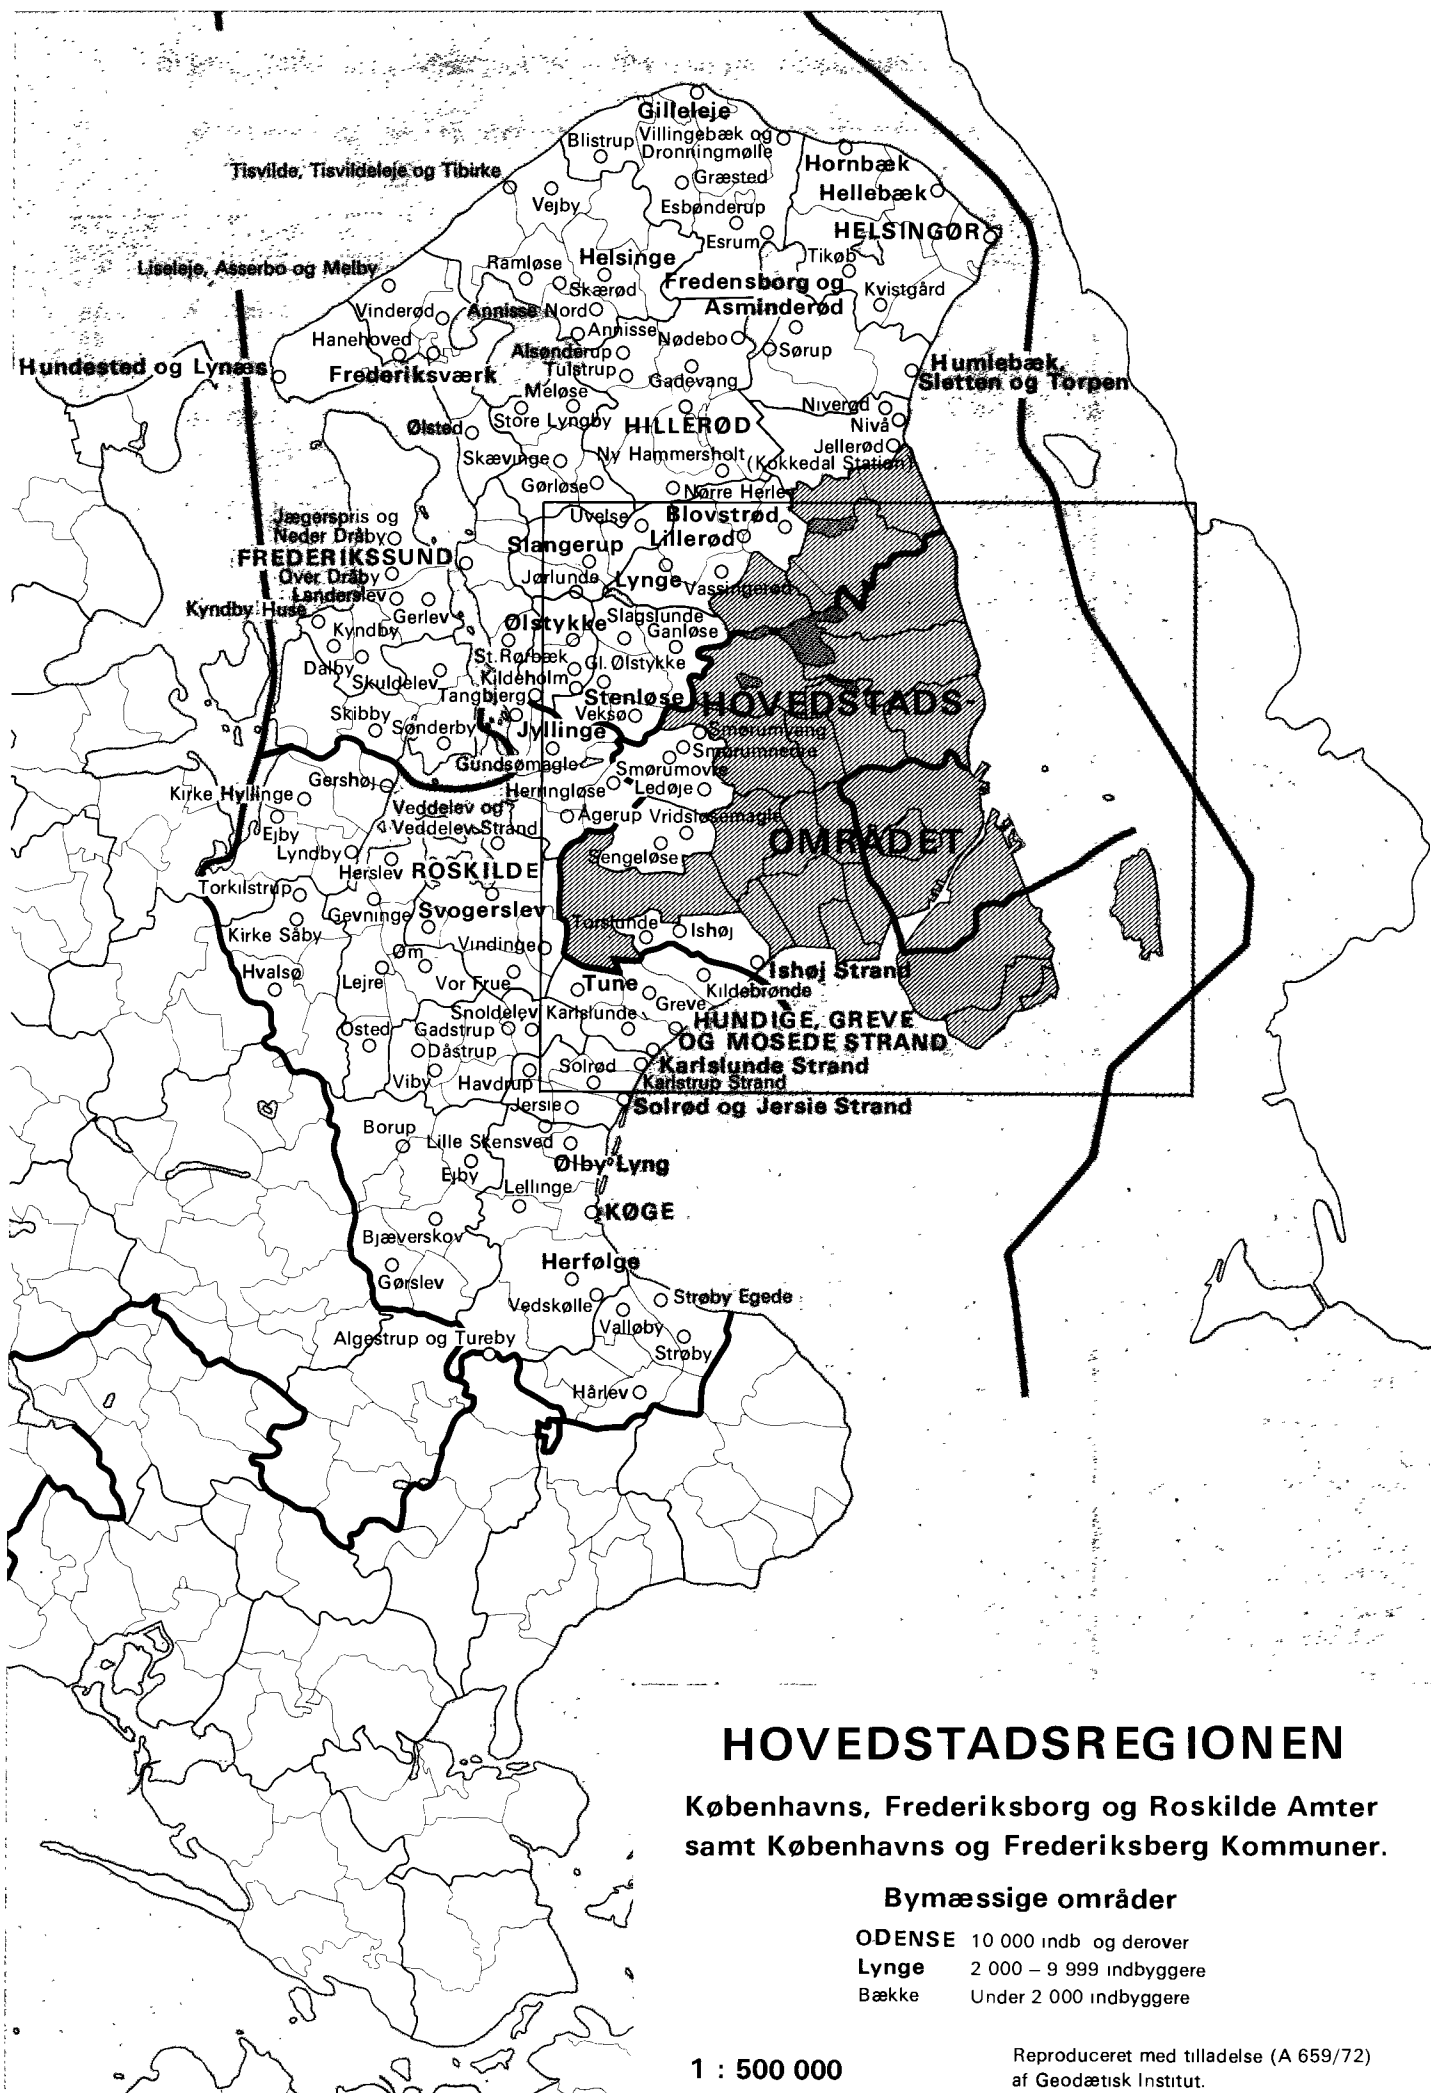 Gilleleje
Blistrup
Villingebæk og
Dronningmølle
Hornbæk
Tisvilde, Tisvildeleje og Tibirke
Græsted
Hellebæk
Vejby
Esbønderup
HELSINGØR
Esrum
Tikøb
Helsinge
Ramløse
Liseleje, Asserbo og Melby
Skærød
Fredensborg og
Asminderød
Kvistgård
Vinderød
Annisse Nord
Annisse
Nødebo
Hanehoved
Alsønderup
Sørup
Hundested og Lynæs
Frederiksværk
Tulstrup
Gadevang
Humlebæk,
Sletten og Torpen
Meløse
Store Lyngby
Niverød
Nivå
Ølsted
HILLERØD
Jellerød
(Kokkedal Station)
Skævinge
Ny Hammersholt
Gørløse
Nørre Herlev
Jægerspris og
Neder Dråby
Uvelse
Blovstrød
Lillerød
Slangerup
FREDERIKSSUND
Over Dråby
Jørlunde
Lynge
Vassingerød
Landerslev
Kyndby Huse
Gerlev
Ølstykke
Slagslunde
Ganløse
Kyndby
St. Rørbæk
Gl. Ølstykke
Dalby
Skuldelev
Kildeholm
Tangbjerg
Stenløse
HOVEDSTADS-
Skibby
Sønderby
Jyllinge
Veksø
Smørumvang
Smørumnedre
Gundsømagle
Smørumovre
Gershøj
Kirke Hyllinge
Herringløse
Ledøje
Veddelev og
Veddelev Strand
Ågerup
Vridsløsemagle
Ejby
OMRÅDET
Lyndby
Sengeløse
Herslev
ROSKILDE
Torkilstrup
Gevninge
Svogerslev
Torslunde
Ishøj
Kirke Såby
Øm
Vindinge
Hvalsø
Lejre
Vor Frue
Tune
Ishøj Strand
Kildebrønde
Greve
Snoldelev
Karlslunde
HUNDIGE, GREVE
OG MOSEDE STRAND
Osted
Gadstrup
Dåstrup
Karlslunde Strand
Viby
Havdrup
Solrød
Karlstrup Strand
Jersie
Solrød og Jersie Strand
Borup
Lille Skensved
Ølby Lyng
Ejby
Lellinge
KØGE
Bjæverskov
Herfølge
Gørslev
Vedskølle
Strøby Egede
Valløby
Algestrup og Tureby
Strøby
Hårlev
HOVEDSTADSREGIONEN
Københavns, Frederiksborg og Roskilde Amter
samt Københavns og Frederiksberg Kommuner.
Bymæssige områder
ODENSE 10 000 indb og derover
Lynge 2 000 – 9 999 indbyggere
Bække Under 2 000 indbyggere
1 : 500 000
Reproduceret med tilladelse (A 659/72)
af Geodætisk Institut.